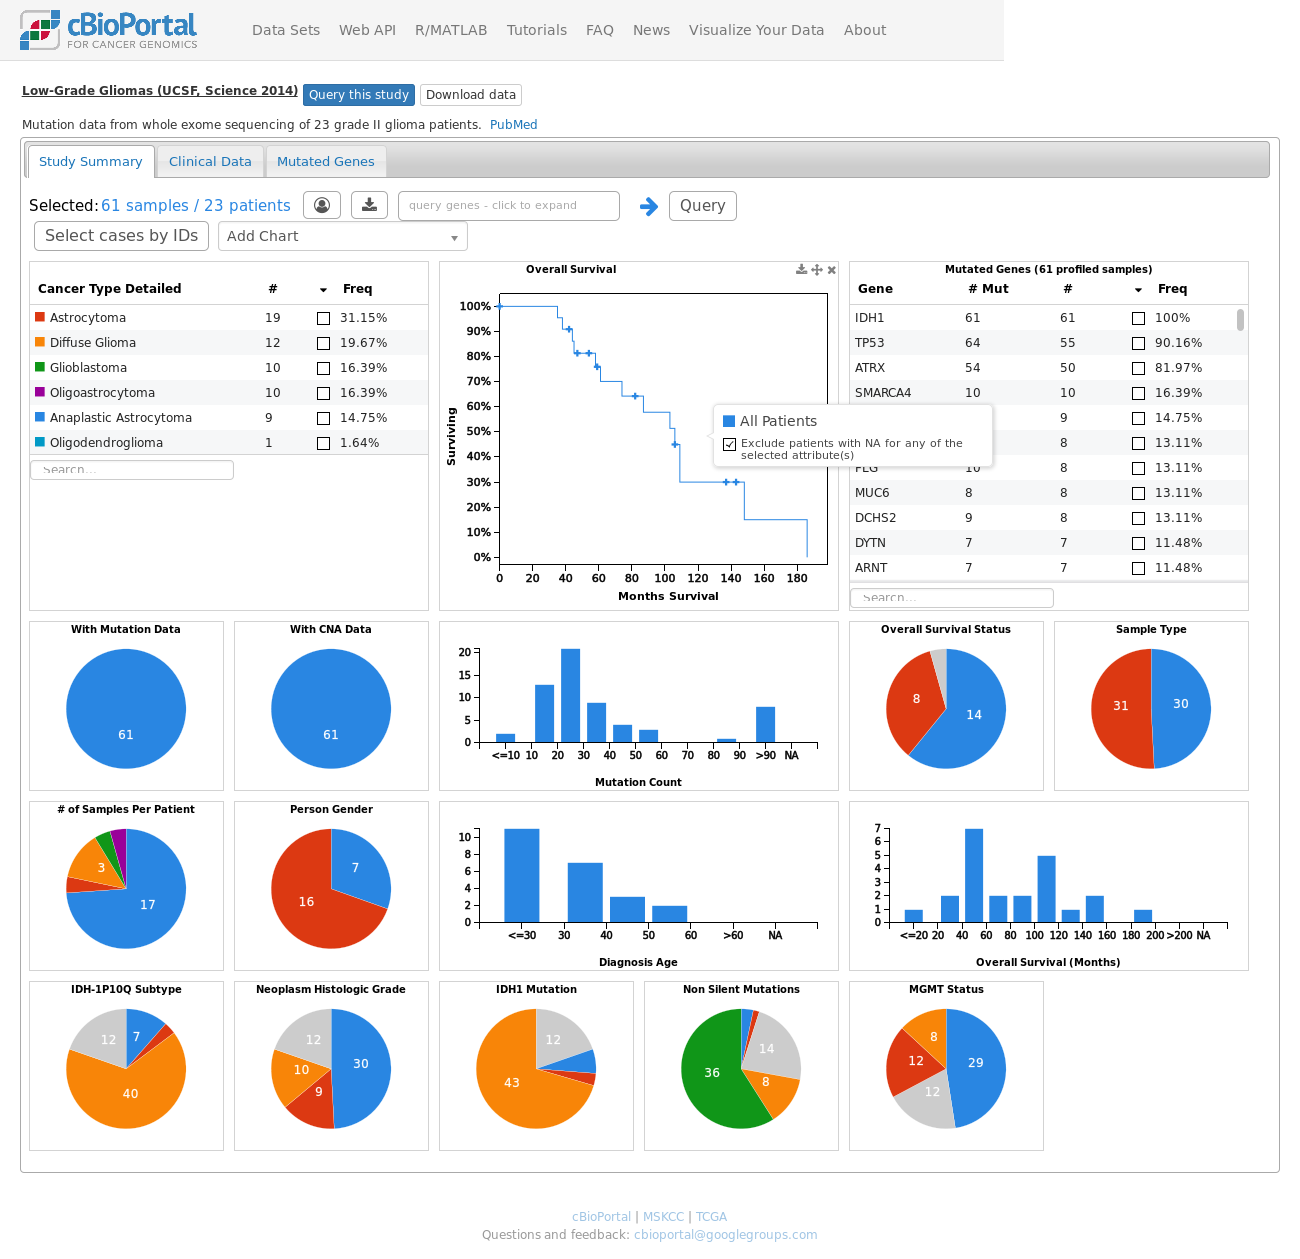 cBioPortal
FOR CANCER GENOMICS
Data Sets Web API R/MATLAB Tutorials FAQ News Visualize Your Data About
Low-Grade Gliomas (UCSF, Science 2014) Query this study Download data
Mutation data from whole exome sequencing of 23 grade II glioma patients. PubMed
Study Summary Clinical Data Mutated Genes
Selected: 61 samples / 23 patients query genes - click to expand Query
Select cases by IDs Add Chart
Cancer Type Detailed # Freq
Astrocytoma 19 31.15%
Diffuse Glioma 12 19.67%
Glioblastoma 10 16.39%
Oligoastrocytoma 10 16.39%
Anaplastic Astrocytoma 9 14.75%
Oligodendroglioma 1 1.64%
Search...
Overall Survival
100%
90%
80%
70%
60%
50%
40%
30%
20%
10%
0%
Surviving
0 20 40 60 80 100 120 140 160 180
Months Survival
All Patients
Exclude patients with NA for any of the
selected attribute(s)
Mutated Genes (61 profiled samples)
Gene # Mut # Freq
IDH1 61 61 100%
TP53 64 55 90.16%
ATRX 54 50 81.97%
SMARCA4 10 10 16.39%
9 14.75%
8 13.11%
10 8 13.11%
MUC6 8 8 13.11%
DCHS2 9 8 13.11%
DYTN 7 7 11.48%
ARNT 7 7 11.48%
Search...
With Mutation Data
61
With CNA Data
61
20
15
10
5
0
<=10 10 20 30 40 50 60 70 80 90 >90 NA
Mutation Count
Overall Survival Status
8 14
Sample Type
31 30
# of Samples Per Patient
3 17
Person Gender
7 16
10
8
6
4
2
0
<=30 30 40 50 60 >60 NA
Diagnosis Age
7
6
5
4
3
2
1
0
<=20 20 40 60 80 100 120 140 160 180 200 >200 NA
Overall Survival (Months)
IDH-1P10Q Subtype
12 7
40
Neoplasm Histologic Grade
12 30
10
9
IDH1 Mutation
12
43
Non Silent Mutations
14
36 8
MGMT Status
8
12 29
12
cBioPortal | MSKCC | TCGA
Questions and feedback: cbioportal@googlegroups.com